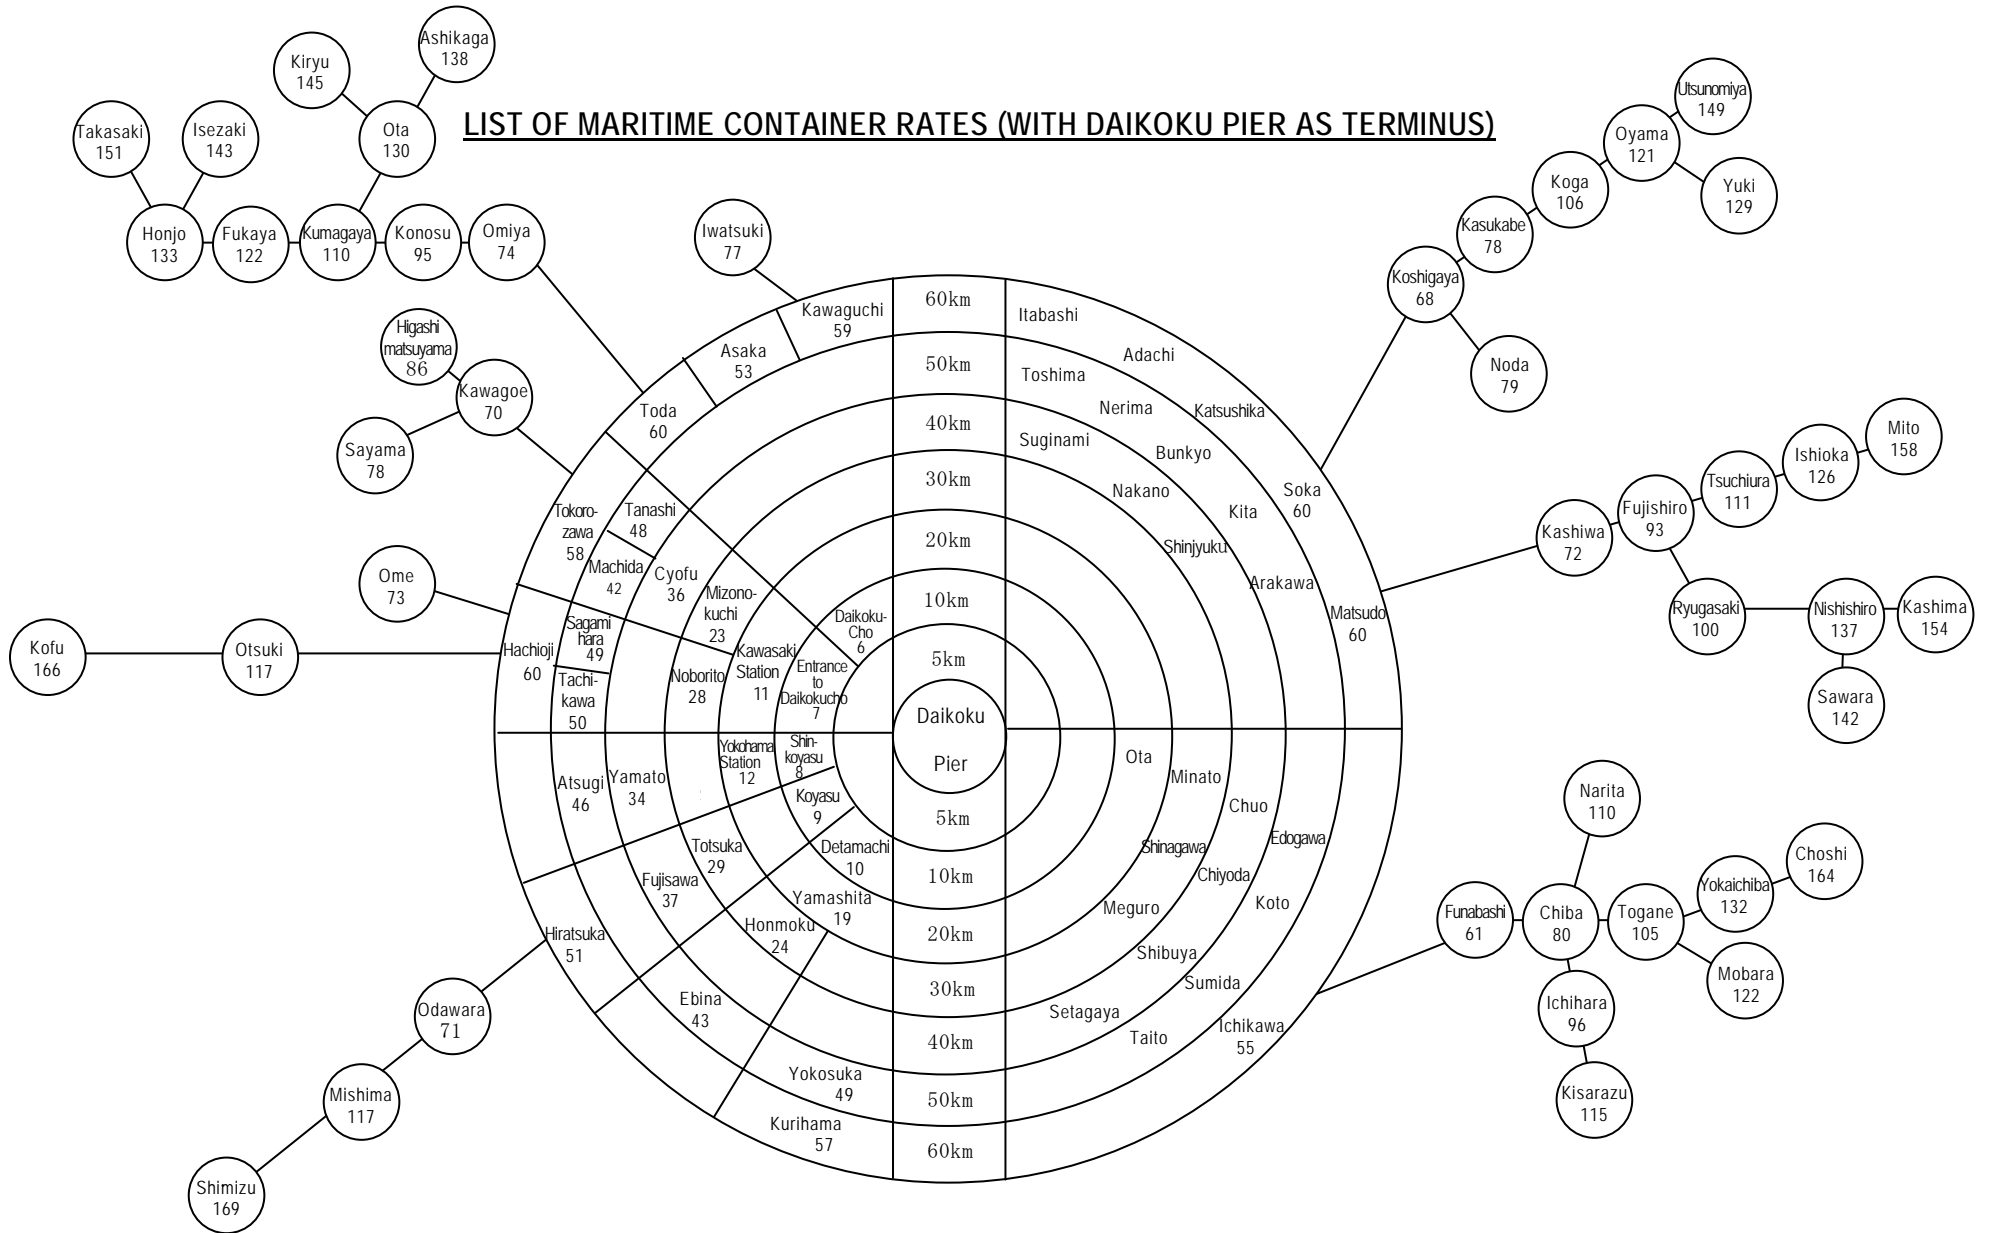 LIST OF MARITIME CONTAINER RATES (WITH DAIKOKU PIER AS TERMINUS)
Ashikaga
138
Kiryu
145
Takasaki
151
Isezaki
143
Ota
130
Honjo
133
Fukaya
122
Kumagaya
110
Konosu
95
Omiya
74
Iwatsuki
77
Higashi
matsuyama
86
Kawagoe
70
Sayama
78
Ome
73
Kofu
166
Otsuki
117
Odawara
71
Mishima
117
Shimizu
169
Kawaguchi
59
Asaka
53
Toda
60
Tokoro-
zawa
58
Tanashi
48
Machida
42
Cyofu
36
Mizono-
kuchi
23
Daikoku-
Cho
6
Hachioji
60
Sagami
hara
49
Tachi-
kawa
50
Noborito
28
Kawasaki
Station
11
Entrance
to
Daikokucho
7
Atsugi
46
Yamato
34
Yokohama
Station
12
Shin-
koyasu
8
Koyasu
9
Detamachi
10
Totsuka
29
Fujisawa
37
Yamashita
19
Honmoku
24
Hiratsuka
51
Ebina
43
Yokosuka
49
Kurihama
57
60km
50km
40km
30km
20km
10km
5km
Daikoku
Pier
5km
10km
20km
30km
40km
50km
60km
Itabashi
Adachi
Toshima
Nerima
Katsushika
Suginami
Bunkyo
Nakano
Kita
Soka
60
Shinjyuku
Arakawa
Matsudo
60
Ota
Minato
Chuo
Edogawa
Shinagawa
Chiyoda
Koto
Meguro
Shibuya
Sumida
Setagaya
Taito
Ichikawa
55
Utsunomiya
149
Oyama
121
Yuki
129
Koga
106
Kasukabe
78
Koshigaya
68
Noda
79
Mito
158
Ishioka
126
Tsuchiura
111
Fujishiro
93
Kashiwa
72
Ryugasaki
100
Nishishiro
137
Kashima
154
Sawara
142
Narita
110
Choshi
164
Yokaichiba
132
Funabashi
61
Chiba
80
Togane
105
Mobara
122
Ichihara
96
Kisarazu
115